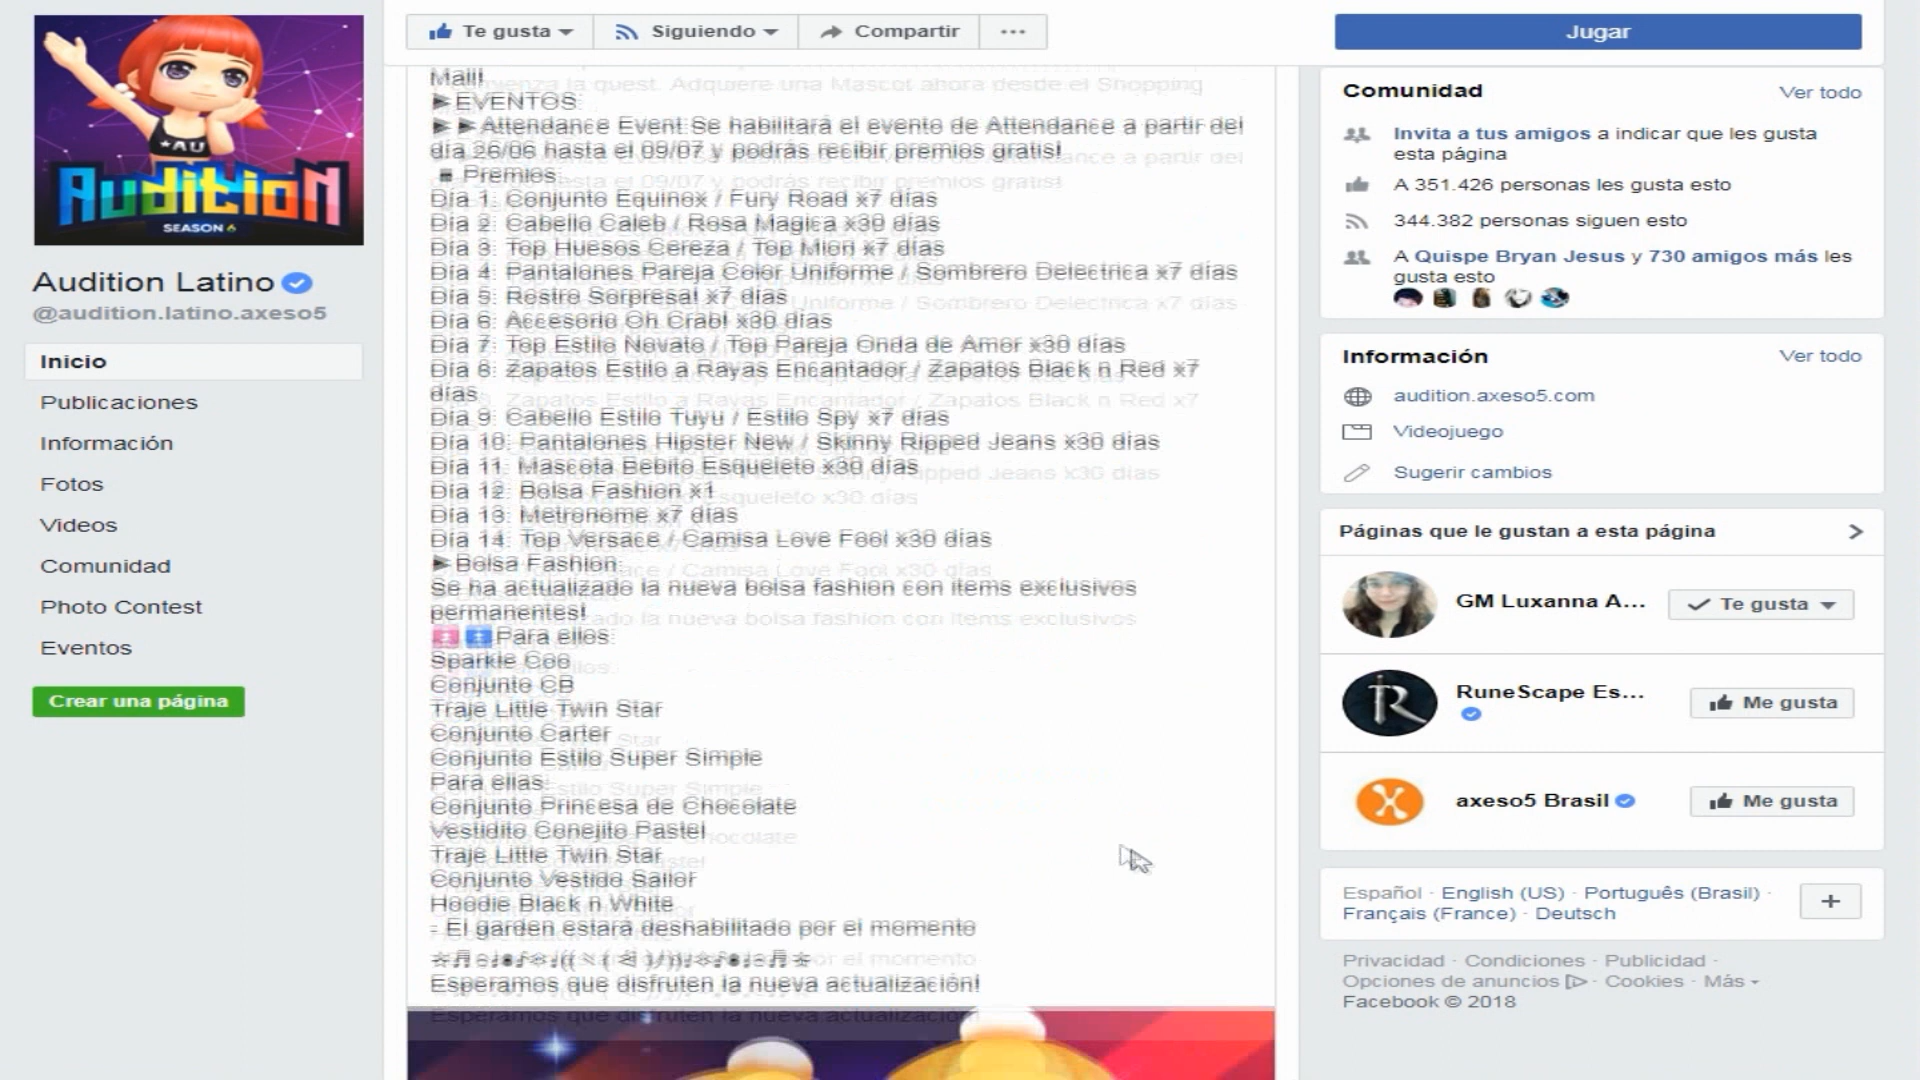 AU
AUDITION
SEASON 6
Audition Latino
@audition.latino.axeso5
Inicio
Publicaciones
Información
Fotos
Videos
Comunidad
Photo Contest
Eventos
Crear una página
Te gusta
Siguiendo
Compartir
Jugar
Mall!
la quest. Adquiere una Mascot ahora desde el Shopping
►EVENTOS:
►►Attendance Event Se habilitará el evento de Attendance a partir del
día 26/06 hasta el 09/07 y podrás recibir premios gratis!
■ Premios:
Día 1: Conjunto Equinox / Fury Road x7 días
Día 2: Cabello Caleb / Rosa Magica x30 días
Día 3: Top Huesos Cereza / Top Mion x7 días
Día 4: Pantalones Pareja Color Uniforme / Sombrero Delectrica x7 días
Día 5: Rostro Sorpresa! x7 días
Día 6: Accesorio Oh Crab! x30 días
Día 7: Top Estilo Novato / Top Pareja Onda de Amor x30 días
Día 8: Zapatos Estilo a Rayas Encantador / Zapatos Black n Red x7
días
Día 9: Cabello Estilo Tuyu / Estilo Spy x7 días
Día 10: Pantalones Hipster New / Skinny Ripped Jeans x30 días
Día 11: Mascota Bebito Esqueleto x30 días
Día 12: Bolsa Fashion x1
Día 13: Metronome x7 días
Día 14: Top Versace / Camisa Love Fool x30 días
►Bolsa Fashion:
Se ha actualizado la nueva bolsa fashion con items exclusivos
permanentes!
Para ellos:
Sparkle Coo
Conjunto CB
Traje Little Twin Star
Conjunto Carter
Conjunto Estilo Super Simple
Para ellas:
Conjunto Princesa de Chocolate
Vestidito Conejito Pastel
Traje Little Twin Star
Conjunto Vestido Sailor
Hoodie Black n White
- El garden estará deshabilitado por el momento
Esperamos que disfruten la nueva actualización!
Comunidad
Ver todo
Invita a tus amigos a indicar que les gusta
esta página
A 351.426 personas les gusta esto
344.382 personas siguen esto
A Quispe Bryan Jesus y 730 amigos más les
gusta esto
Información
Ver todo
audition.axeso5.com
Videojuego
Sugerir cambios
Páginas que le gustan a esta página
GM Luxanna A...
Te gusta
RuneScape Es...
Me gusta
axeso5 Brasil
Me gusta
Español · English (US) · Português (Brasil) ·
Français (France) · Deutsch
Privacidad · Condiciones · Publicidad ·
Opciones de anuncios · Cookies · Más
Facebook © 2018